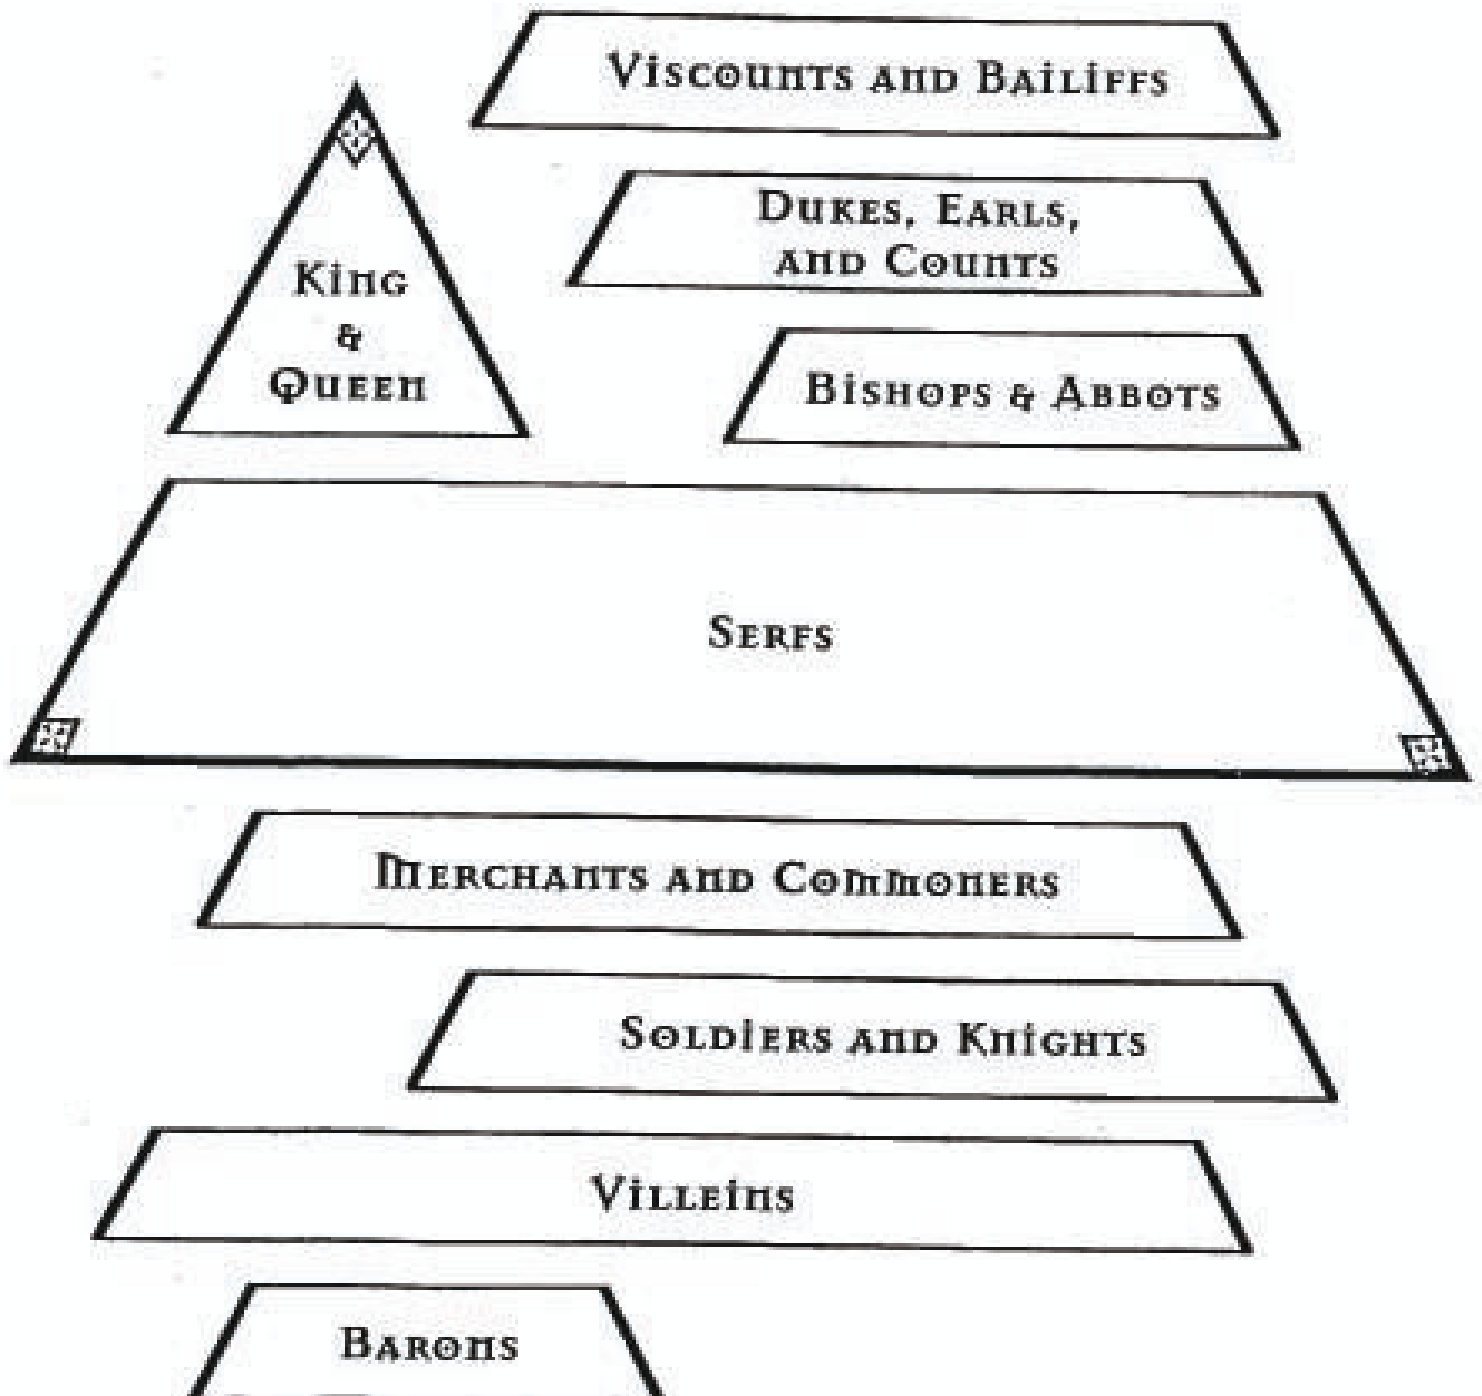 Viscounts and Bailiffs
King
&
Queen
Dukes, Earls,
and Counts
Bishops & Abbots
Serfs
Merchants and Commoners
Soldiers and Knights
Villeins
Barons